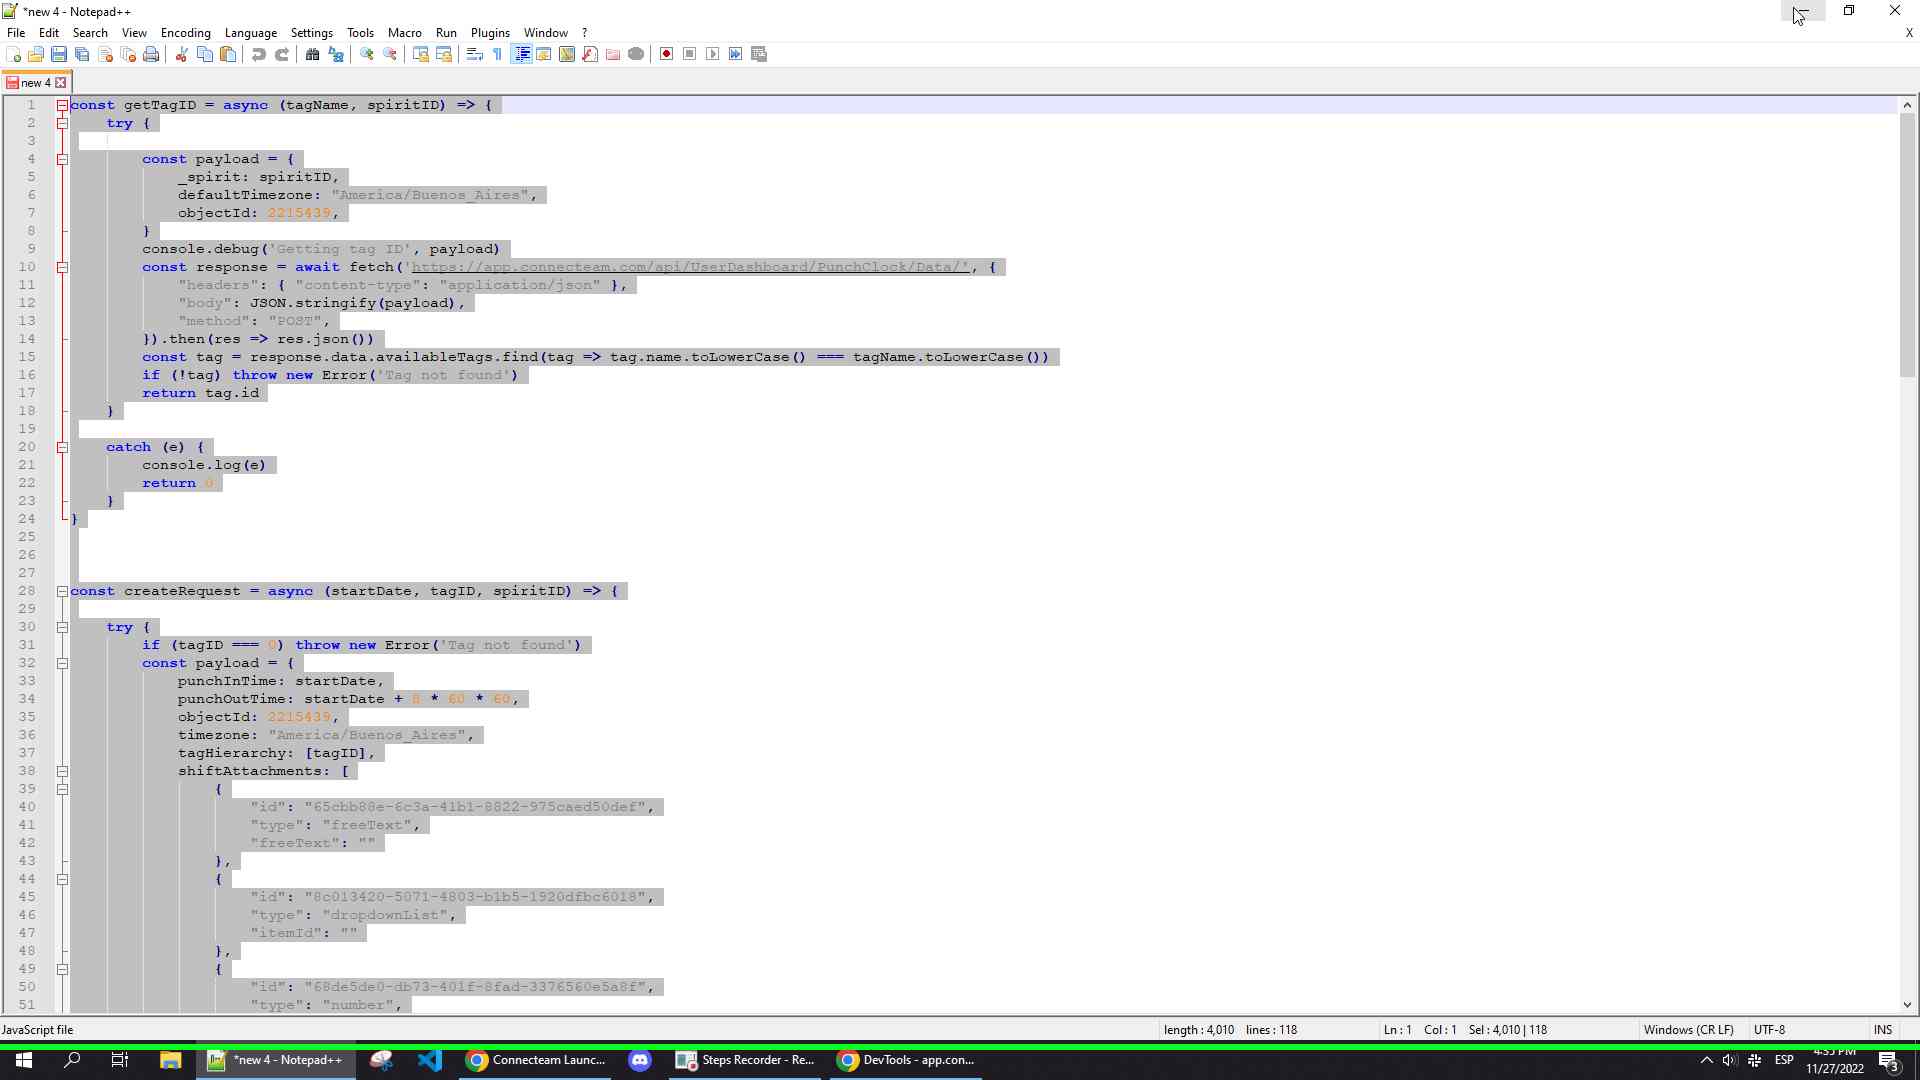 *new 4 - Notepad++
File Edit Search View Encoding Language Settings Tools Macro Run Plugins Window ? X
new 4
1 const getTagID = async (tagName, spiritID) => {
2 try {
3
4 const payload = {
5 _spirit: spiritID,
6 defaultTimezone: "America/Buenos_Aires",
7 objectId: 2215439,
8 }
9 console.debug('Getting tag ID', payload)
10 const response = await fetch('https://app.connecteam.com/api/UserDashboard/PunchClock/Data/', {
11 "headers": { "content-type": "application/json" },
12 "body": JSON.stringify(payload),
13 "method": "POST",
14 }).then(res => res.json())
15 const tag = response.data.availableTags.find(tag => tag.name.toLowerCase() === tagName.toLowerCase())
16 if (!tag) throw new Error('Tag not found')
17 return tag.id
18 }
19
20 catch (e) {
21 console.log(e)
22 return 0
23 }
24 }
25
26
27
28 const createRequest = async (startDate, tagID, spiritID) => {
29
30 try {
31 if (tagID === 0) throw new Error('Tag not found')
32 const payload = {
33 punchInTime: startDate,
34 punchOutTime: startDate + 8 * 60 * 60,
35 objectId: 2215439,
36 timezone: "America/Buenos_Aires",
37 tagHierarchy: [tagID],
38 shiftAttachments: [
39 {
40 "id": "65cbb88e-6c3a-41b1-8822-975caed50def",
41 "type": "freeText",
42 "freeText": ""
43 },
44 {
45 "id": "8c013420-5071-4803-b1b5-1920dfbc6018",
46 "type": "dropdownList",
47 "itemId": ""
48 },
49 {
50 "id": "68de5de0-db73-401f-8fad-3376560e5a8f",
51 "type": "number",
JavaScript file length : 4,010 lines : 118 Ln : 1 Col : 1 Sel : 4,010 | 118 Windows (CR LF) UTF-8 INS
*new 4 - Notepad++ Connecteam Launc... Steps Recorder - Re... DevTools - app.con... ESP 4:35 PM
11/27/2022 3